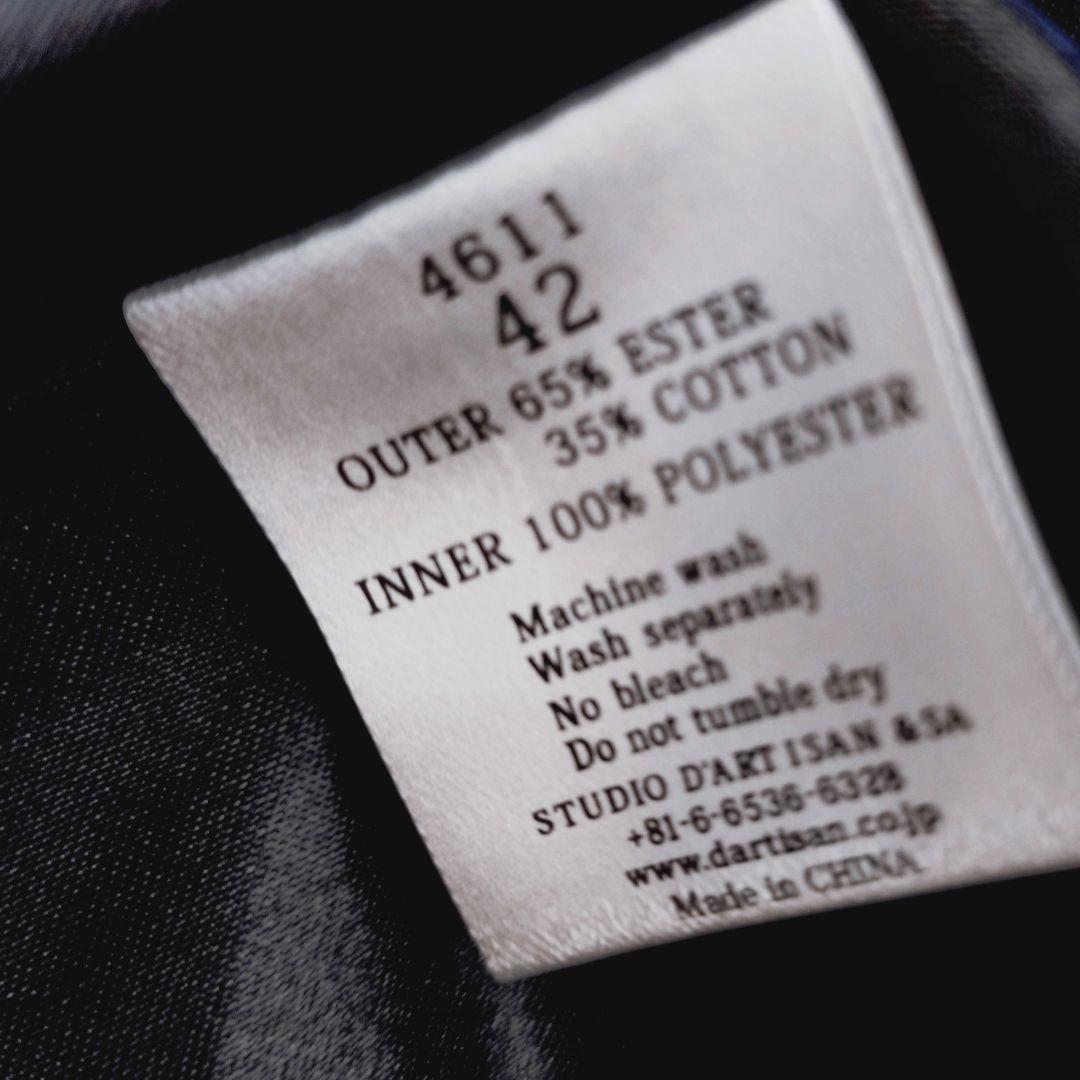 4611
42
OUTER 65% ESTER
35% COTTON
INNER 100% POLYESTER
Machine wash
Wash separately
No bleach
Do not tumble dry
STUDIO D'ARTISAN &SA
+81-6-6536-6328
www.dartisan.co.jp
Made in CHINA